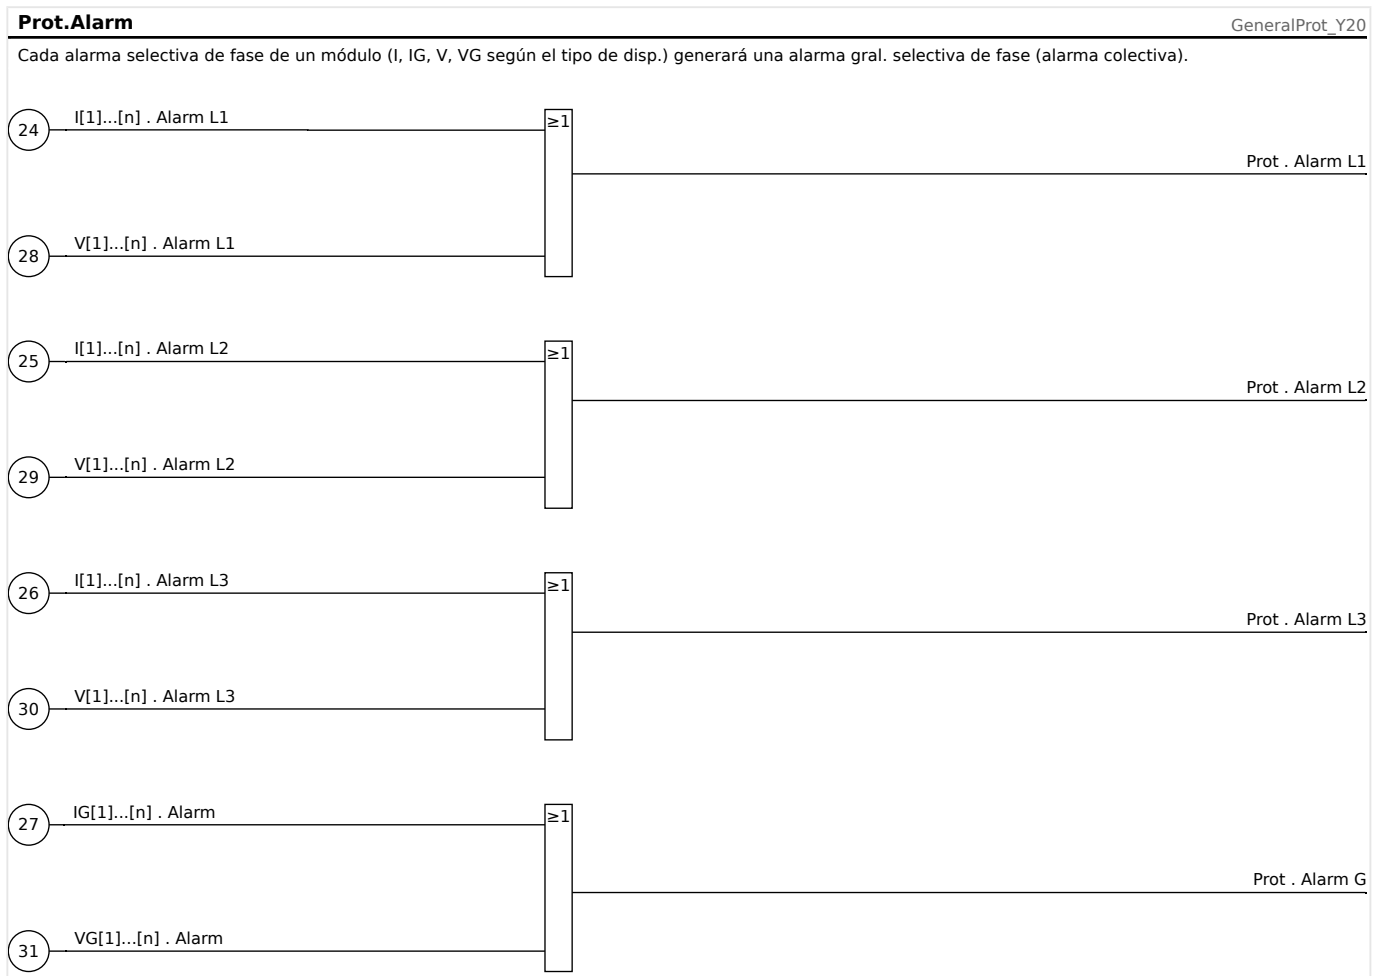 Prot.Alarm
GeneralProt_Y20
Cada alarma selectiva de fase de un módulo (I, IG, V, VG según el tipo de disp.) generará una alarma gral. selectiva de fase (alarma colectiva).
24
I[1]...[n] . Alarm L1
≥1
Prot . Alarm L1
28
V[1]...[n] . Alarm L1
25
I[1]...[n] . Alarm L2
≥1
Prot . Alarm L2
29
V[1]...[n] . Alarm L2
26
I[1]...[n] . Alarm L3
≥1
Prot . Alarm L3
30
V[1]...[n] . Alarm L3
27
IG[1]...[n] . Alarm
≥1
Prot . Alarm G
31
VG[1]...[n] . Alarm